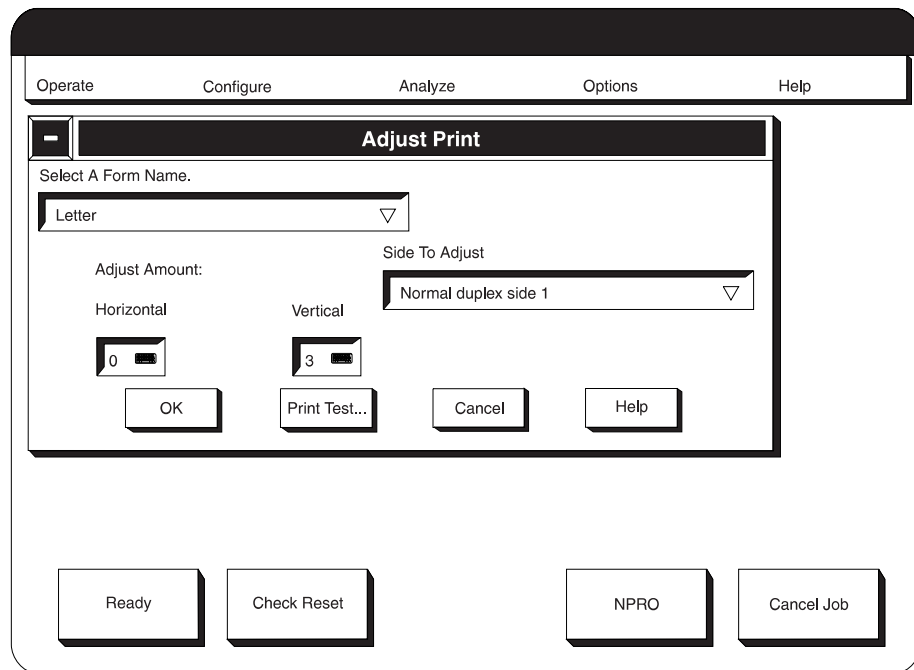 Operate Configure Analyze Options Help
Adjust Print
Select A Form Name.
Letter
Side To Adjust
Adjust Amount:
Normal duplex side 1
Horizontal Vertical
0 3
OK Print Test... Cancel Help
Ready Check Reset NPRO Cancel Job